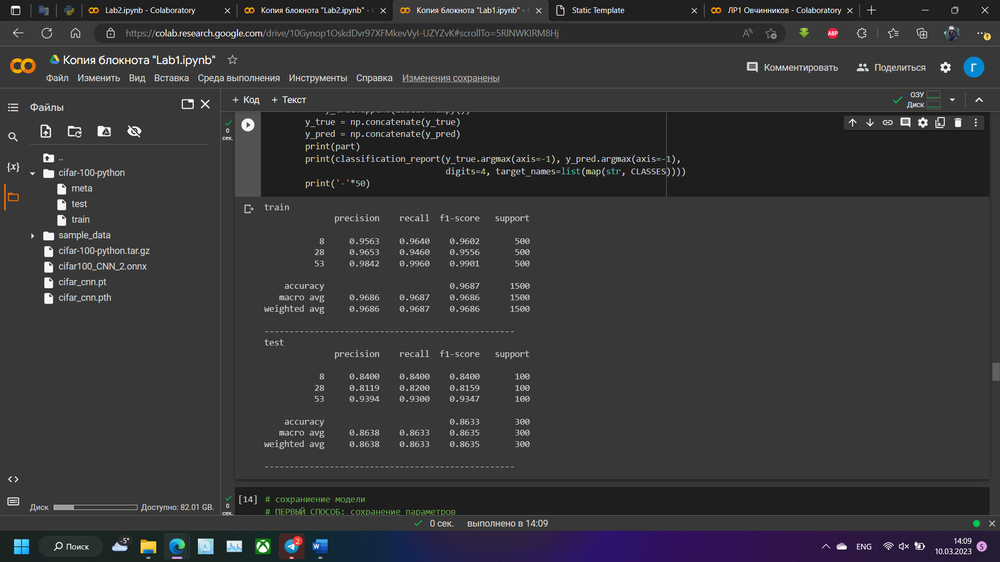 Lab2.ipynb - Colaboratory
Копия блокнота "Lab2.ipynb" - C
Копия блокнота "Lab1.ipynb" - C
Static Template
ЛР1 Овчинников - Colaboratory
https://colab.research.google.com/drive/10Gynop1OskdDvr97XFMkevVyI-UZYZvK#scrollTo=5RlNWKIRM8Hj
ABP
Копия блокнота "Lab1.ipynb"
Комментировать
Поделиться
Г
Файл Изменить Вид Вставка Среда выполнения Инструменты Справка Изменения сохранены
Файлы
+ Код + Текст
ОЗУ
Диск
..
cifar-100-python
meta
test
train
sample_data
cifar-100-python.tar.gz
cifar100_CNN_2.onnx
cifar_cnn.pt
cifar_cnn.pth
{x}
Диск
Доступно: 82.01 GB.
0
сек.
y_true = np.concatenate(y_true)
y_pred = np.concatenate(y_pred)
print(part)
print(classification_report(y_true.argmax(axis=-1), y_pred.argmax(axis=-1),
digits=4, target_names=list(map(str, CLASSES))))
print('-'*50)
train
precision recall f1-score support
8 0.9563 0.9640 0.9602 500
28 0.9653 0.9460 0.9556 500
53 0.9842 0.9960 0.9901 500
accuracy 0.9687 1500
macro avg 0.9686 0.9687 0.9686 1500
weighted avg 0.9686 0.9687 0.9686 1500
--------------------------------------------------
test
precision recall f1-score support
8 0.8400 0.8400 0.8400 100
28 0.8119 0.8200 0.8159 100
53 0.9394 0.9300 0.9347 100
accuracy 0.8633 300
macro avg 0.8638 0.8633 0.8635 300
weighted avg 0.8638 0.8633 0.8635 300
--------------------------------------------------
0
сек.
[14] # сохраниение модели
# ПЕРВЫЙ СПОСОБ: сохранение параметров
0 сек. выполнено в 14:09
Поиск
-5°
2
ENG
14:09
10.03.2023
5